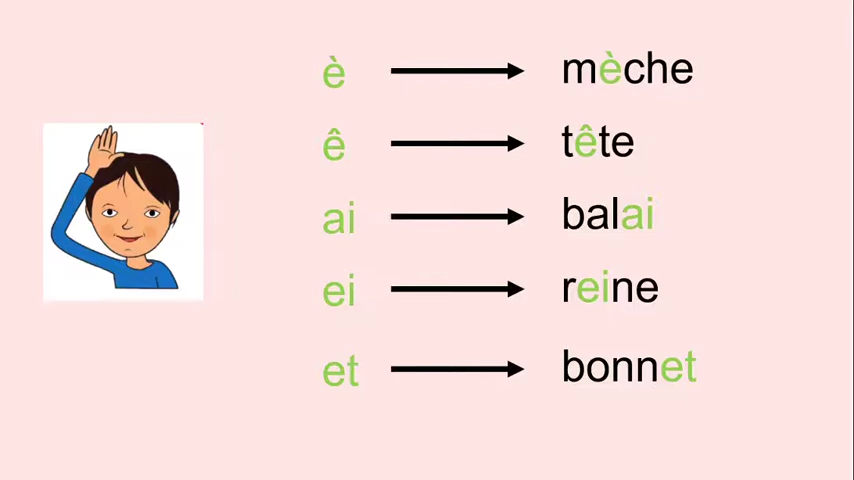 è mèche
ê tête
ai balai
ei reine
et bonnet